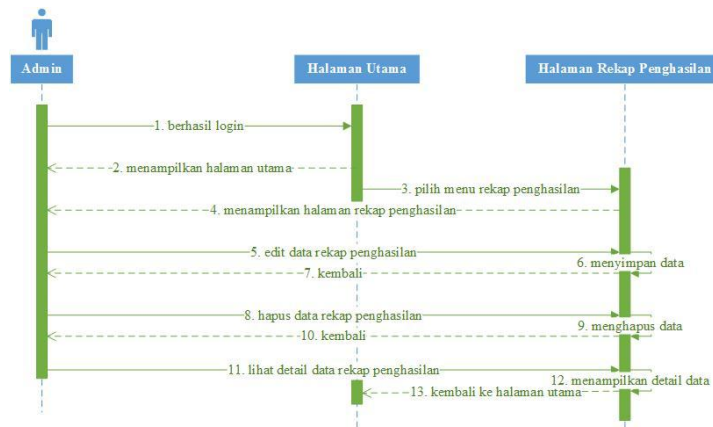 Admin
Halaman Utama
Halaman Rekap Penghasilan
1. berhasil login
2. menampilkan halaman utama
3. pilih menu rekap penghasilan
4. menampilkan halaman rekap penghasilan
5. edit data rekap penghasilan
6. menyimpan data
7. kembali
8. hapus data rekap penghasilan
9. menghapus data
10. kembali
11. lihat detail data rekap penghasilan
12. menampilkan detail data
13. kembali ke halaman utama